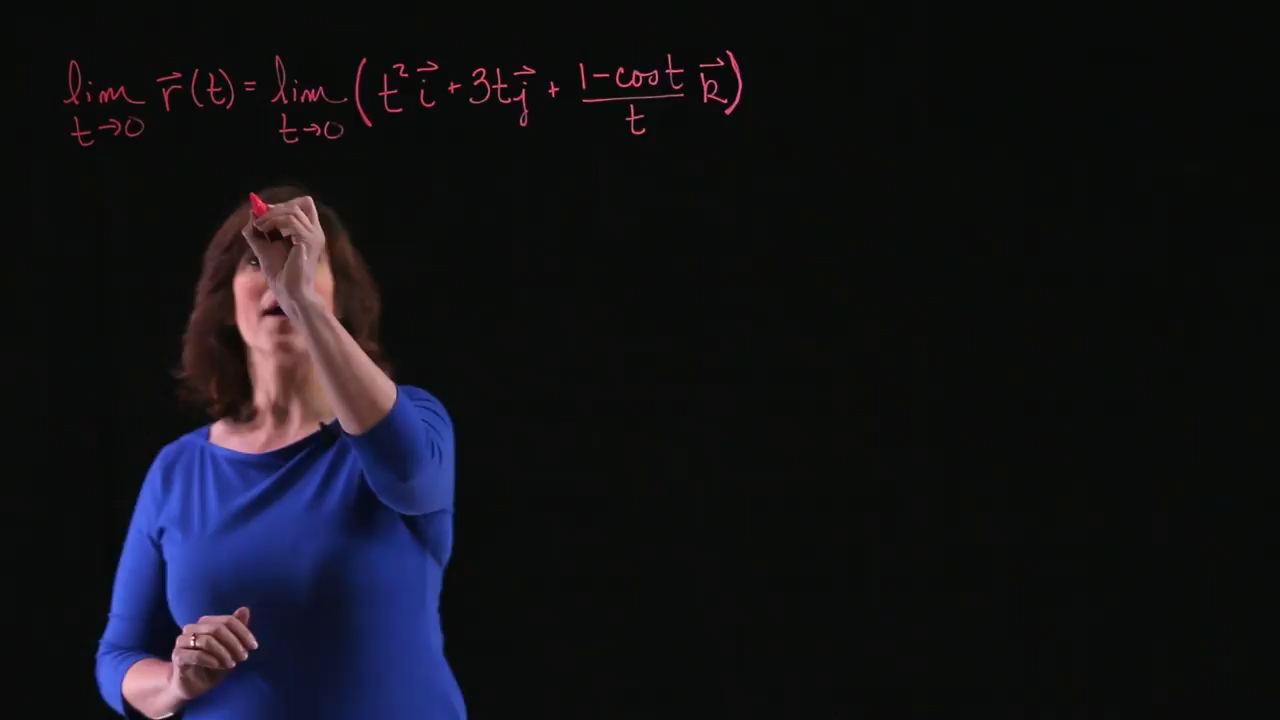 lim r⃗(t) = lim (t² i⃗ + 3t j⃗ + 1-cos t k⃗)
t→0 t→0 t